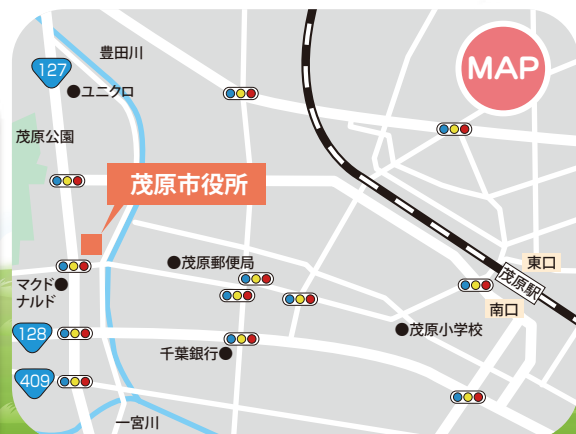 豊田川
MAP
127
ユニクロ
茂原公園
茂原市役所
茂原郵便局
東口
茂原駅
マクド
ナルド
南口
128
茂原小学校
千葉銀行
409
一宮川